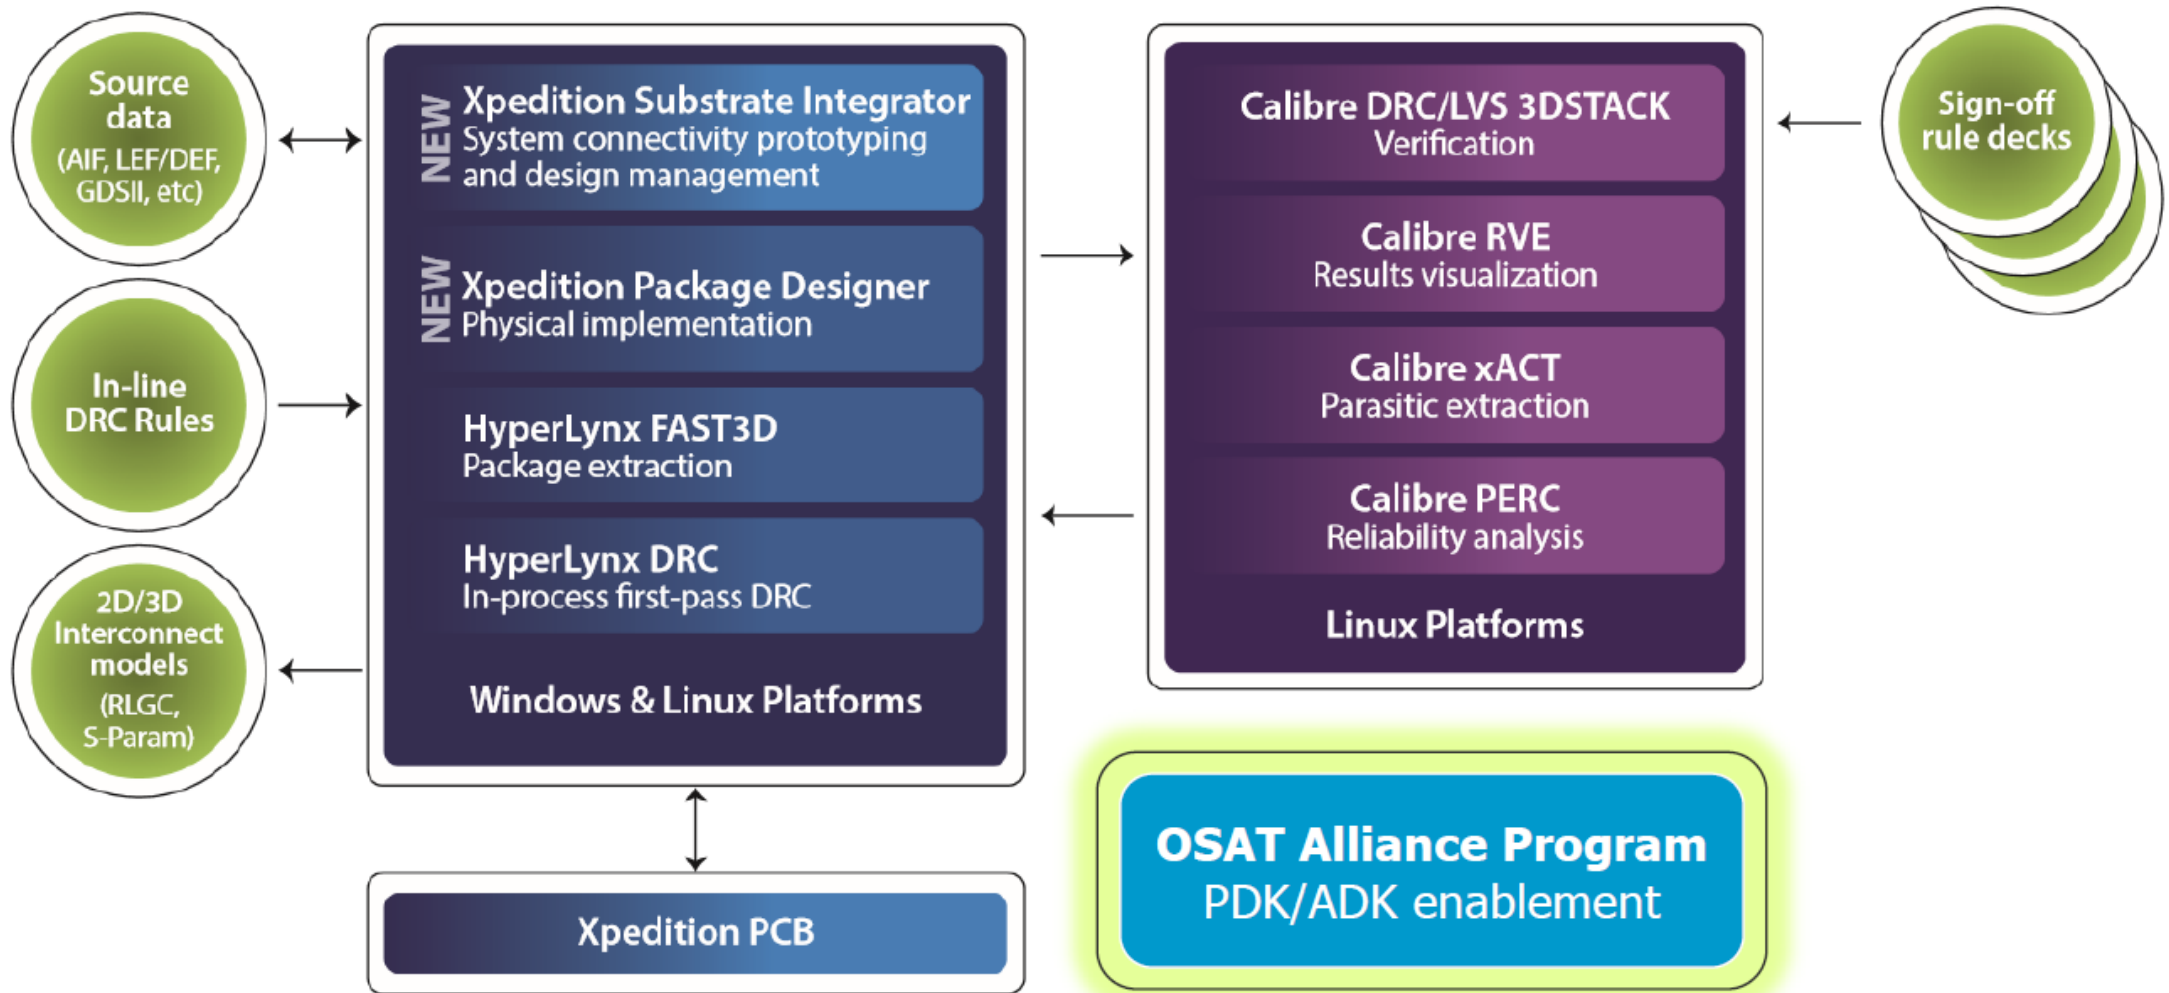 Source
data
(AIF, LEF/DEF,
GDSII, etc)
In-line
DRC Rules
2D/3D
Interconnect
models
(RLGC,
S-Param)
NEW
Xpedition Substrate Integrator
System connectivity prototyping
and design management
NEW
Xpedition Package Designer
Physical implementation
HyperLynx FAST3D
Package extraction
HyperLynx DRC
In-process first-pass DRC
Windows & Linux Platforms
Xpedition PCB
Calibre DRC/LVS 3DSTACK
Verification
Calibre RVE
Results visualization
Calibre xACT
Parasitic extraction
Calibre PERC
Reliability analysis
Linux Platforms
Sign-off
rule decks
OSAT Alliance Program
PDK/ADK enablement